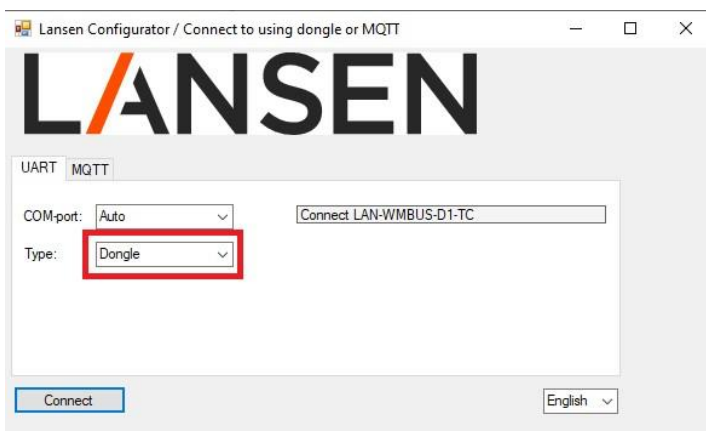 Lansen Configurator / Connect to using dongle or MQTT
LANSEN
UART MQTT
COM-port: Auto Connect LAN-WMBUS-D1-TC
Type: Dongle
Connect English